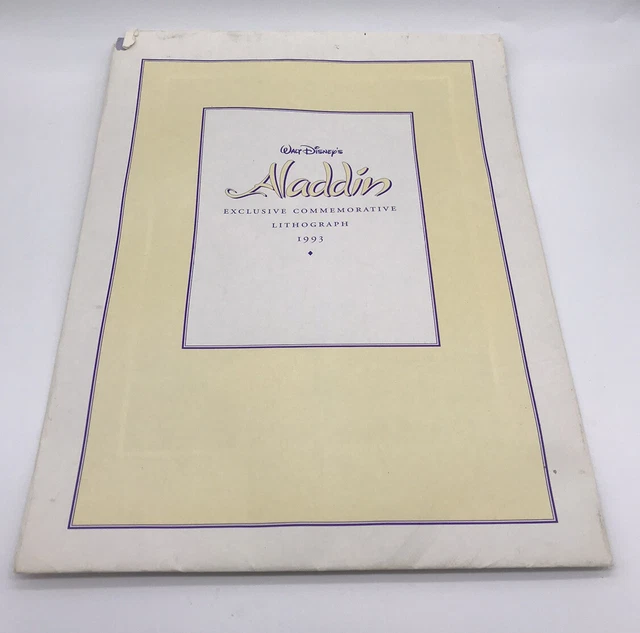 Walt Disney's
Aladdin
EXCLUSIVE COMMEMORATIVE
LITHOGRAPH
1993